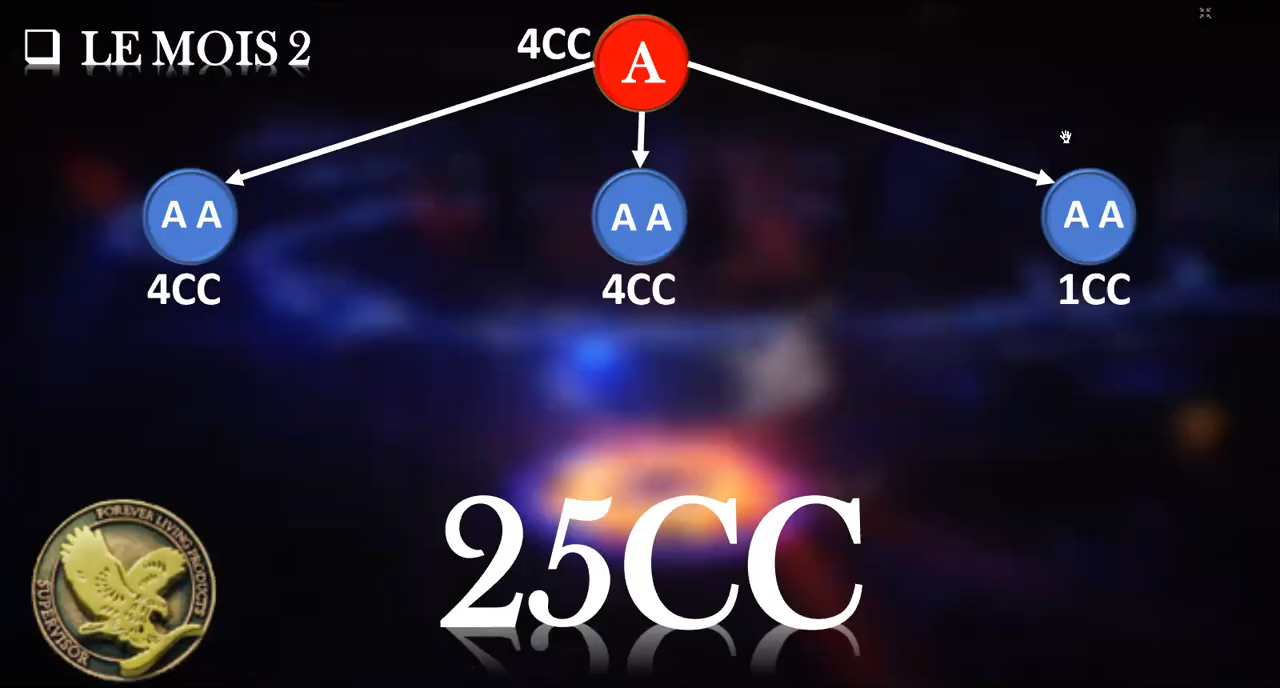 ❑ LE MOIS 2
4CC
A
A A
A A
A A
4CC
4CC
1CC
25CC
FOREVER LIVING PRODUCTS
SUPERVISOR